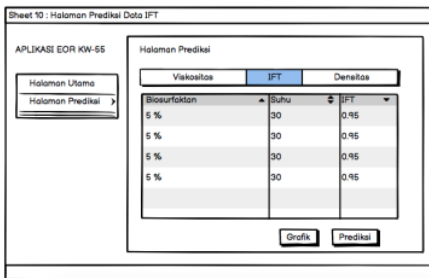 Sheet 10 : Halaman Prediksi Data IFT
APLIKASI EOR KW-55
Halaman Utama
Halaman Prediksi
Halaman Prediksi
Viskositas IFT Densitas
Biosurfaktan Suhu IFT
5 % 30 0.95
5 % 30 0.95
5 % 30 0.95
5 % 30 0.95
Grafik Prediksi